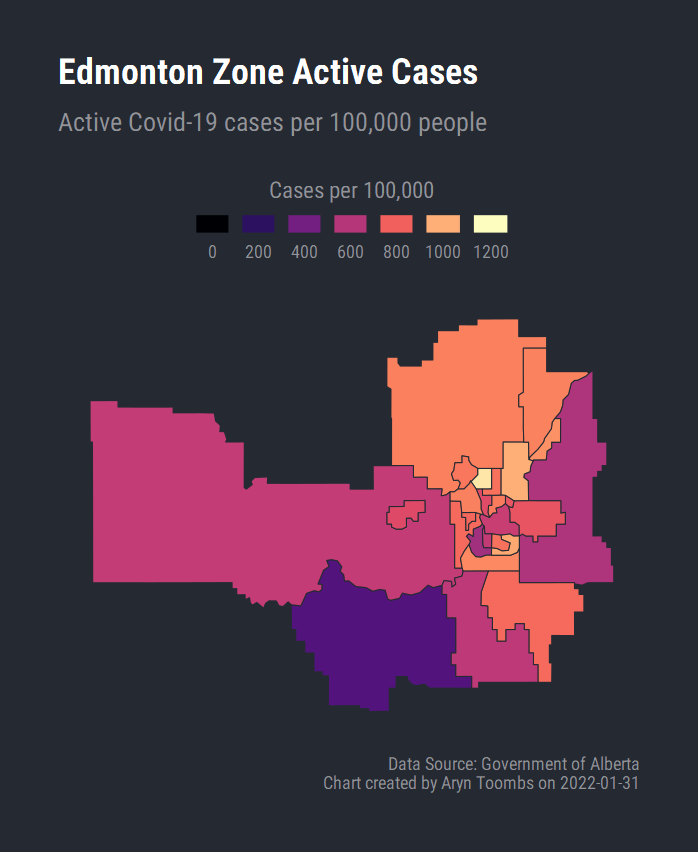 Edmonton Zone Active Cases
Active Covid-19 cases per 100,000 people
Cases per 100,000
0 200 400 600 800 1000 1200
Data Source: Government of Alberta
Chart created by Aryn Toombs on 2022-01-31